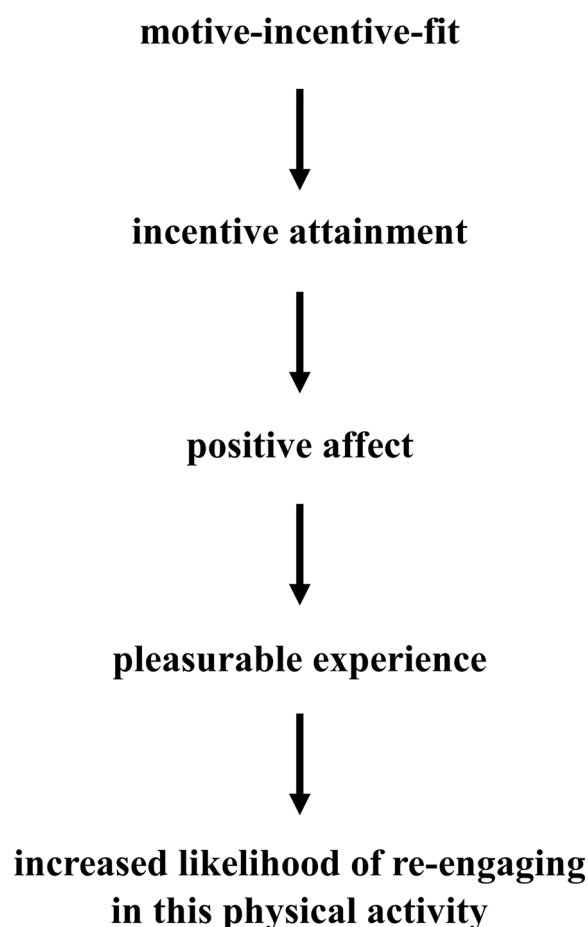 motive-incentive-fit
incentive attainment
positive affect
pleasurable experience
increased likelihood of re-engaging
in this physical activity